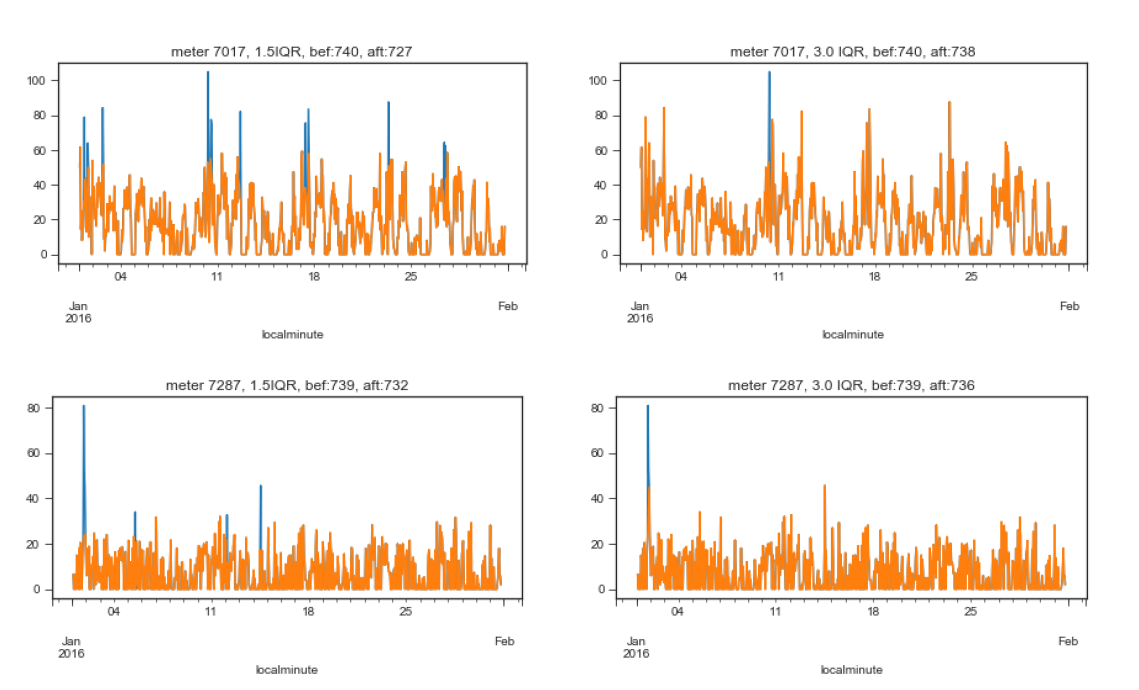 meter 7017, 1.5IQR, bef:740, aft:727
100
80
60
40
20
0
04 11 18 25
Jan Feb
2016
localminute
meter 7017, 3.0 IQR, bef:740, aft:738
100
80
60
40
20
0
04 11 18 25
Jan Feb
2016
localminute
meter 7287, 1.5IQR, bef:739, aft:732
80
60
40
20
0
04 11 18 25
Jan Feb
2016
localminute
meter 7287, 3.0 IQR, bef:739, aft:736
80
60
40
20
0
04 11 18 25
Jan Feb
2016
localminute